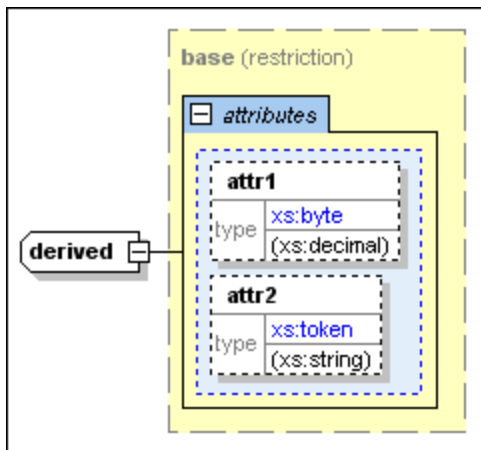 base (restriction)
attributes
attr1
type
xs:byte
(xs:decimal)
derived
attr2
type
xs:token
(xs:string)